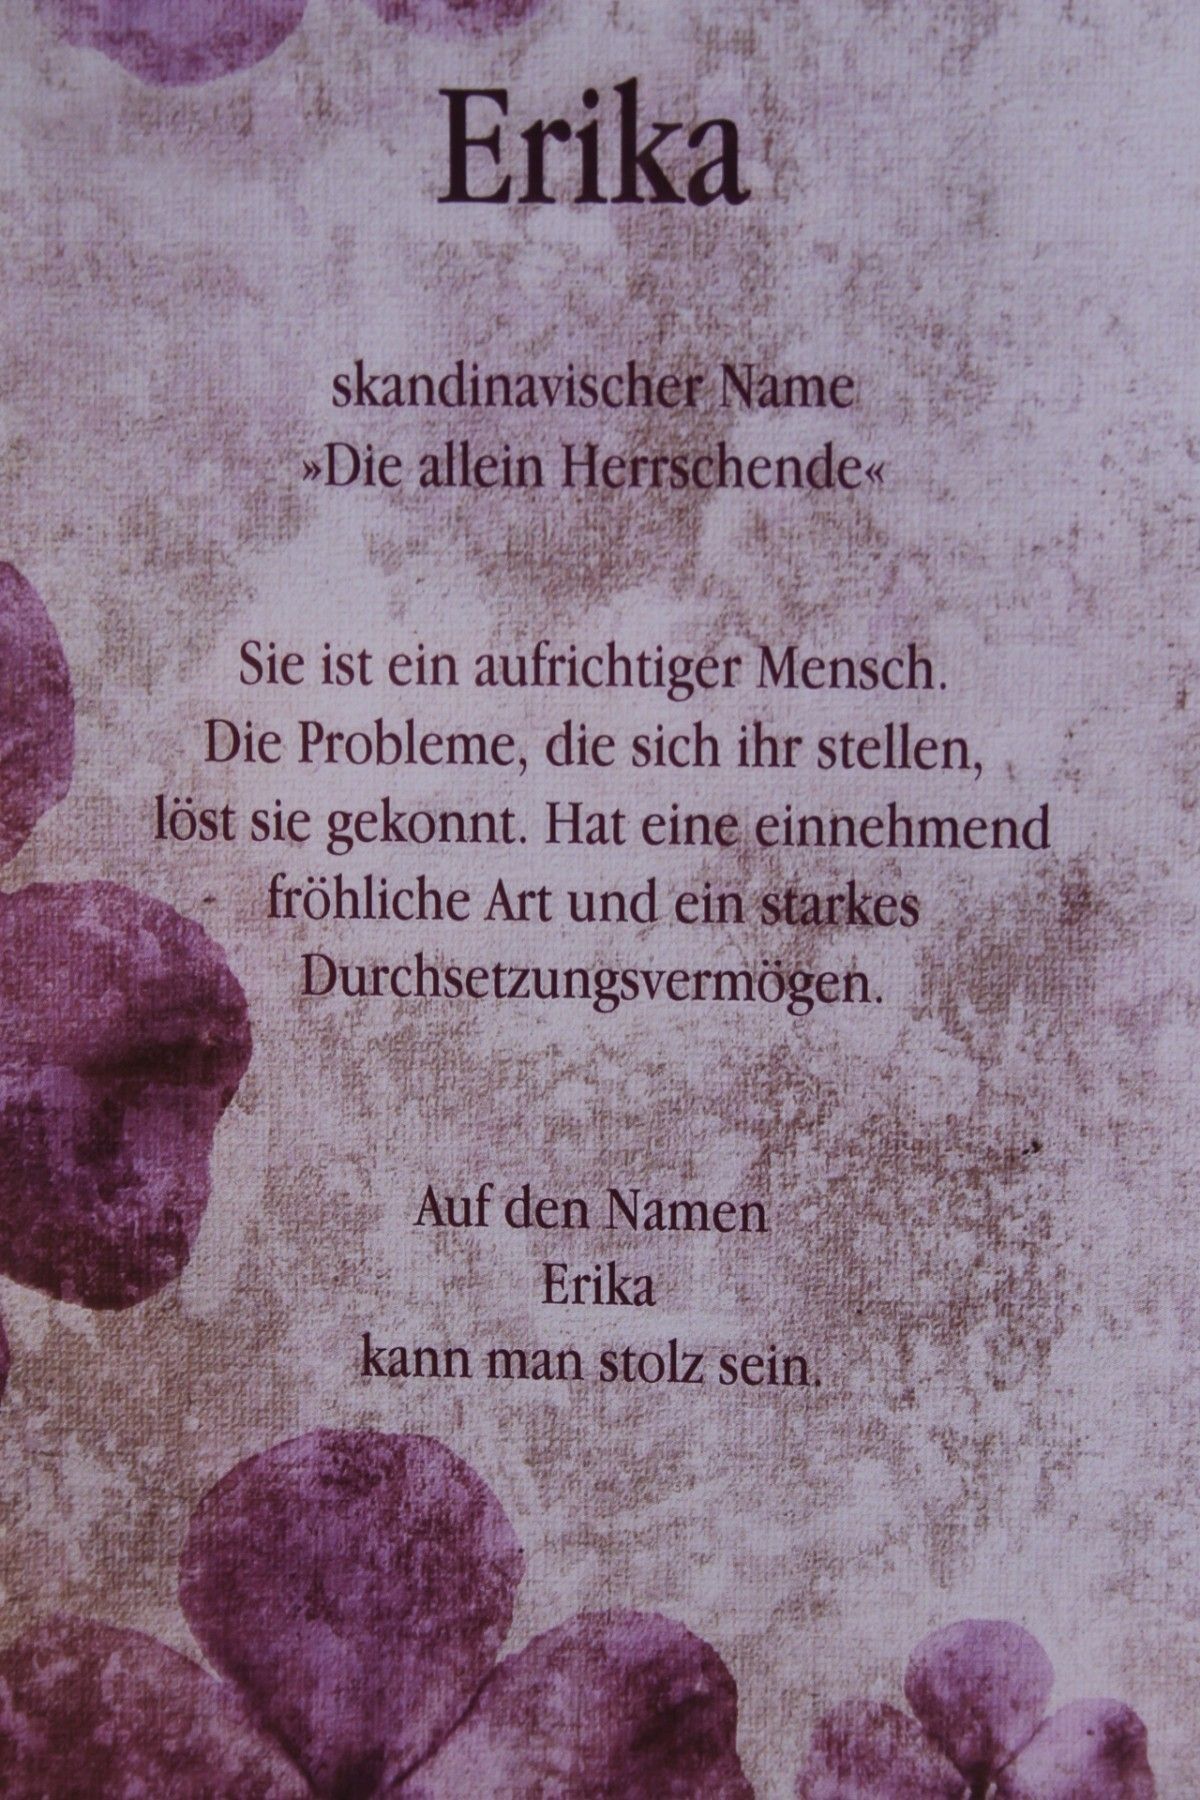 Erika
skandinavischer Name
»Die allein Herrschende«
Sie ist ein aufrichtiger Mensch.
Die Probleme, die sich ihr stellen,
löst sie gekonnt. Hat eine einnehmend
fröhliche Art und ein starkes
Durchsetzungsvermögen.
Auf den Namen
Erika
kann man stolz sein.